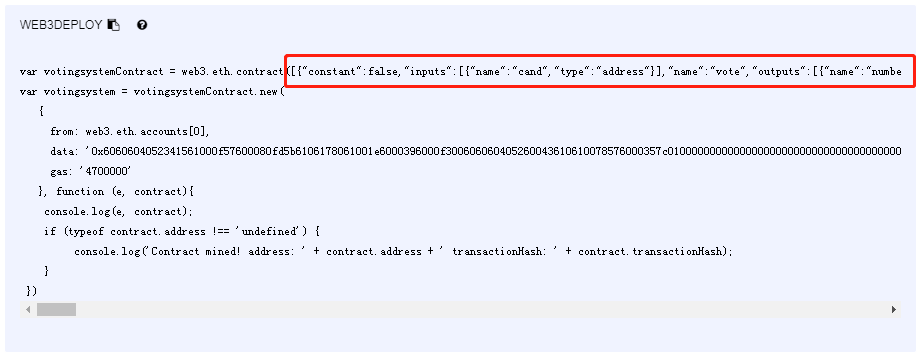 WEB3DEPLOY
var votingsystemContract = web3.eth.contract([{"constant":false,"inputs":[{"name":"cand","type":"address"}],"name":"vote","outputs":[{"name":"numbe
var votingsystem = votingsystemContract.new(
   {
     from: web3.eth.accounts[0],
     data: '0x6060604052341561000f57600080fd5b6106178061001e6000396000f300606060405260043610610078576000357c0100000000000000000000000000000000000000
     gas: '4700000'
   }, function (e, contract){
    console.log(e, contract);
    if (typeof contract.address !== 'undefined') {
         console.log('Contract mined! address: ' + contract.address + ' transactionHash: ' + contract.transactionHash);
    }
 })